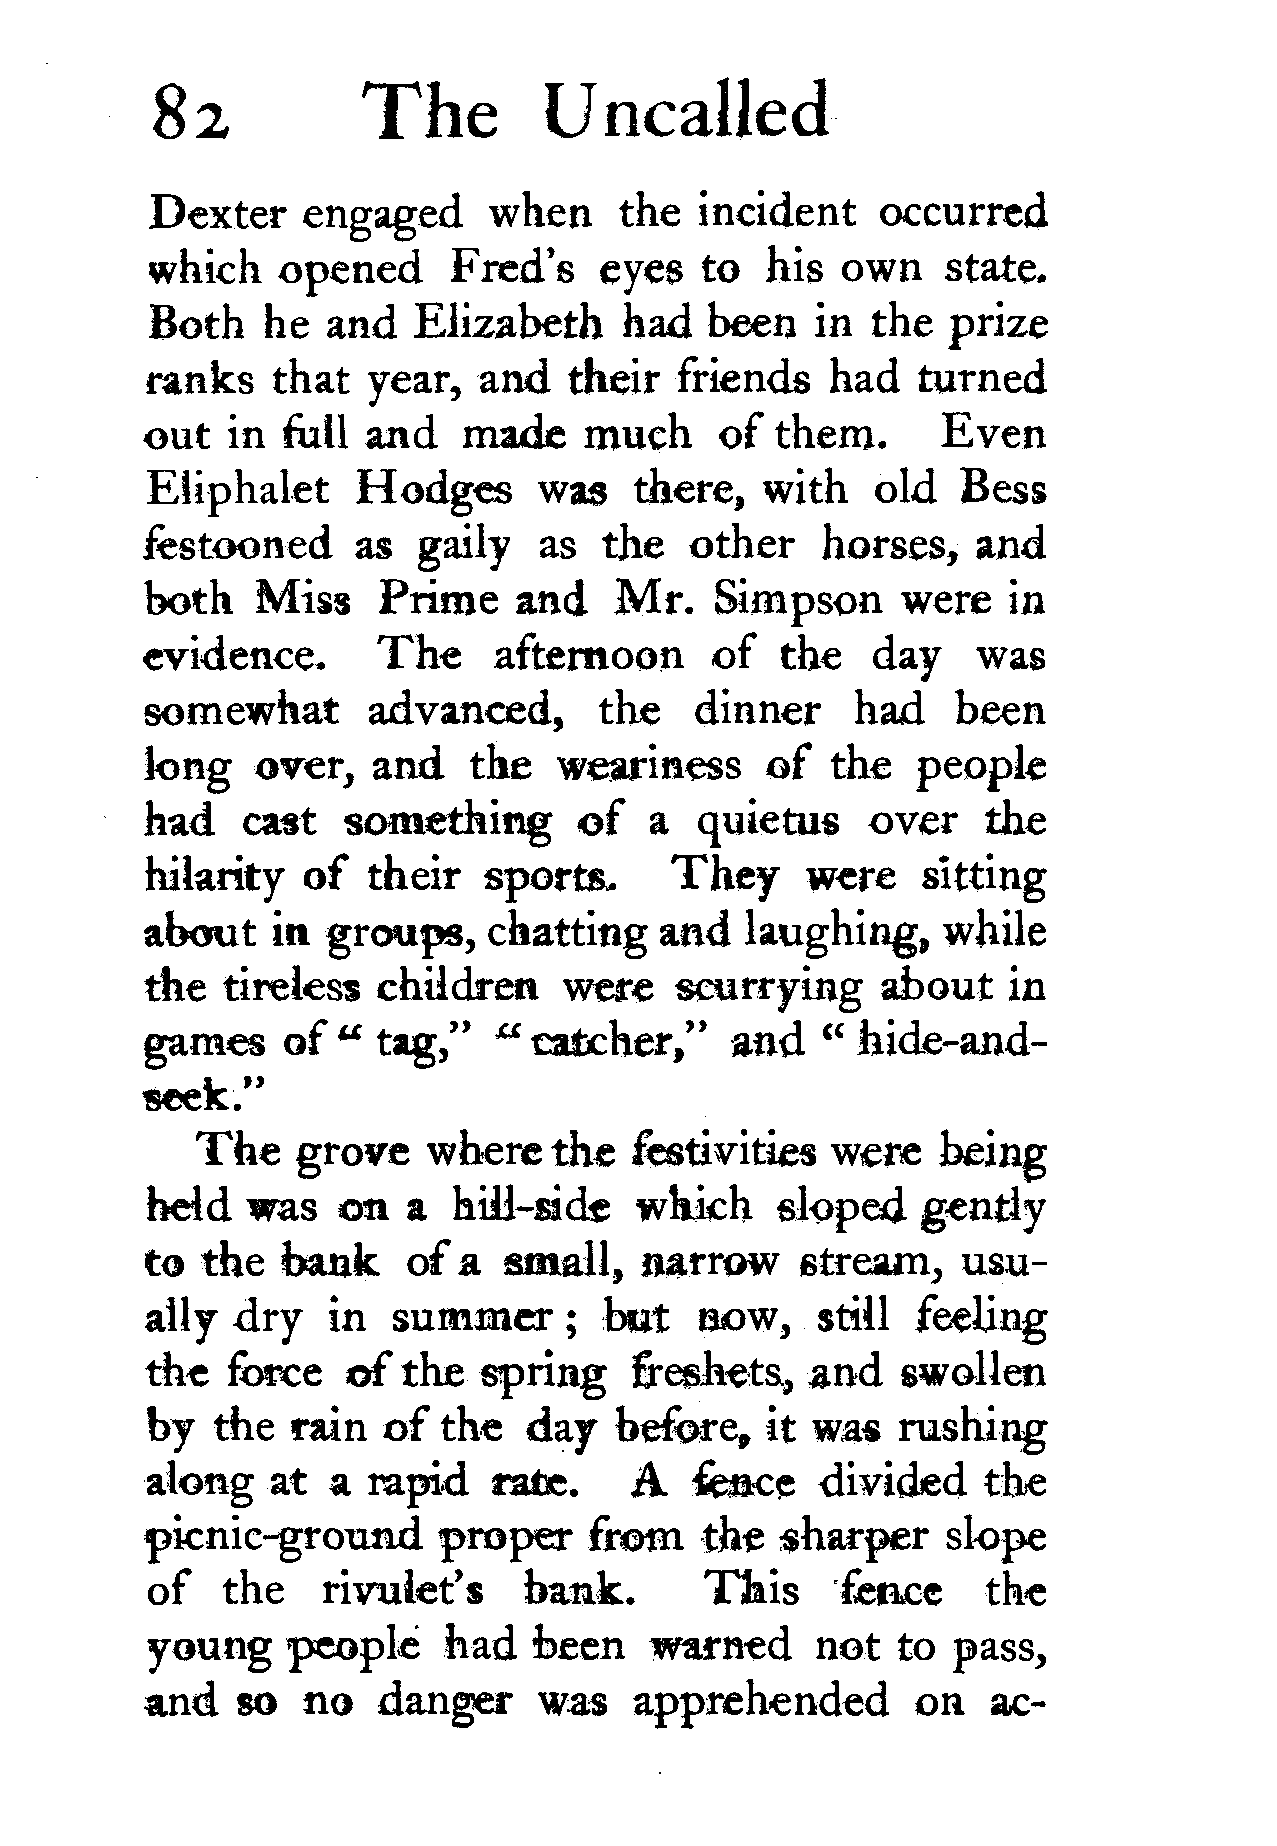 82 The Uncalled
Dexter engaged when the incident occurred
which opened Fred's eyes to his own state.
Both he and Elizabeth had been in the prize
ranks that year, and their friends had turned
out in full and made much of them. Even
Eliphalet Hodges was there, with old Bess
festooned as gaily as the other horses, and
both Miss Prime and Mr. Simpson were in
evidence. The afternoon of the day was
somewhat advanced, the dinner had been
long over, and the weariness of the people
had cast something of a quietus over the
hilarity of their sports. They were sitting
about in groups, chatting and laughing, while
the tireless children were scurrying about in
games of “ tag,” “ catcher,” and “ hide-and-
seek.”
The grove where the festivities were being
held was on a hill-side which sloped gently
to the bank of a small, narrow stream, usu-
ally dry in summer ; but now, still feeling
the force of the spring freshets, and swollen
by the rain of the day before, it was rushing
along at a rapid rate. A fence divided the
picnic-ground proper from the sharper slope
of the rivulet's bank. This fence the
young people had been warned not to pass,
and so no danger was apprehended on ac-